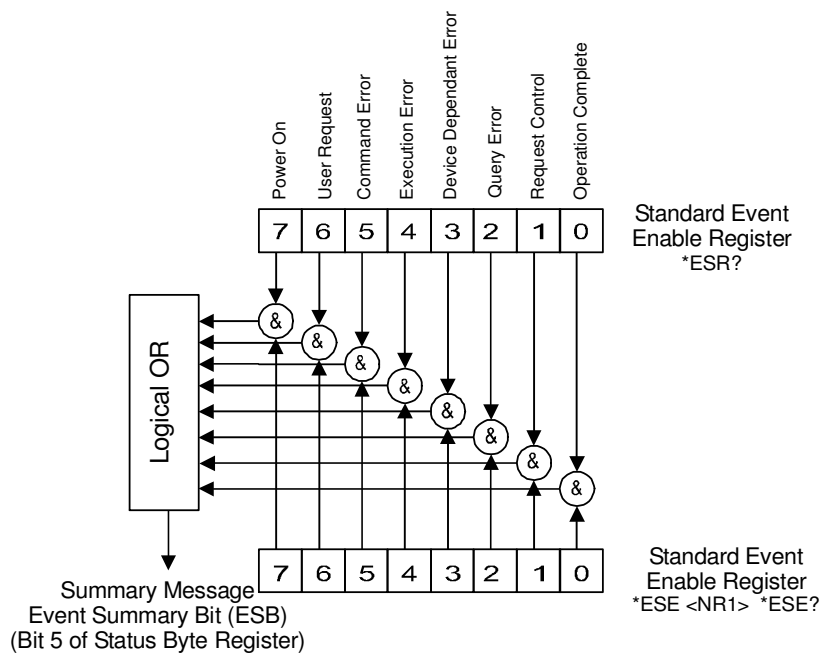 Power On
User Request
Command Error
Execution Error
Device Dependant Error
Query Error
Request Control
Operation Complete
7 6 5 4 3 2 1 0
Standard Event
Enable Register
*ESR?
Logical OR
&
&
&
&
&
&
&
&
7 6 5 4 3 2 1 0
Standard Event
Enable Register
*ESE <NR1> *ESE?
Summary Message
Event Summary Bit (ESB)
(Bit 5 of Status Byte Register)